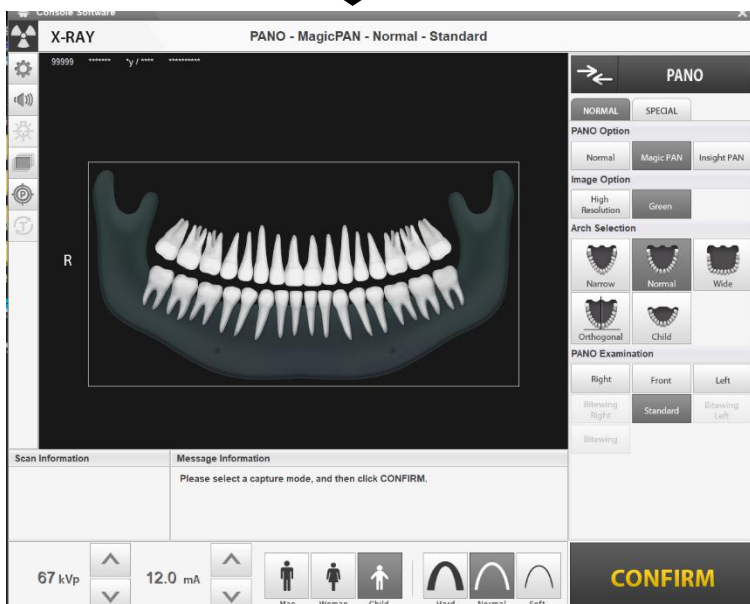 Console Software
X-RAY
PANO - MagicPAN - Normal - Standard
99999 ******* *y / **** **********
R
PANO
NORMAL SPECIAL
PANO Option
Normal Magic PAN Insight PAN
Image Option
High
Resolution
Green
Arch Selection
Narrow Normal Wide
Orthogonal Child
PANO Examination
Right Front Left
Bitewing
Right
Standard
Bitewing
Left
Bitewing
Scan Information
Message Information
Please select a capture mode, and then click CONFIRM.
67 kVp
12.0 mA
Man Woman Child
Hard Normal Soft
CONFIRM
P
T